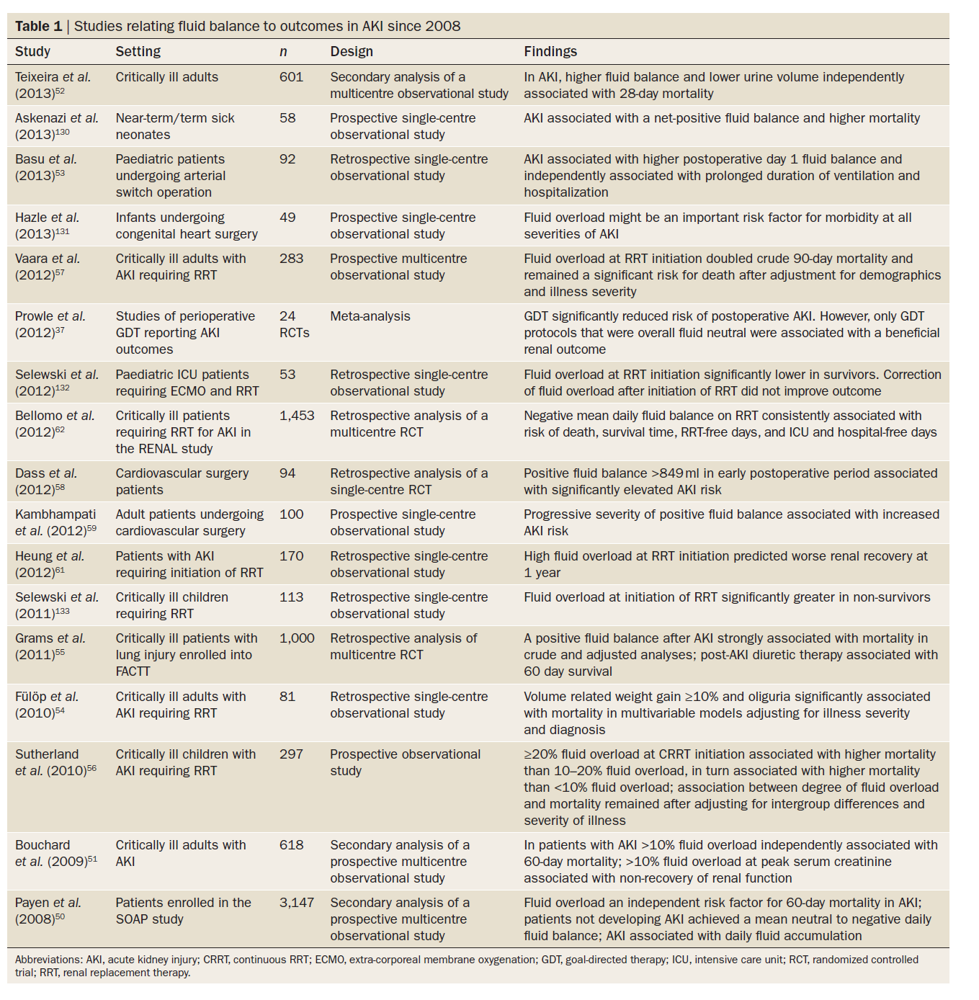 Table 1 | Studies relating fluid balance to outcomes in AKI since 2008
Study Setting n Design Findings
Teixeira et al. Critically ill adults 601 Secondary analysis of a In AKI, higher fluid balance and lower urine volume independently
(2013)52 multicentre observational study associated with 28-day mortality
Askenazi et al. Near-term/term sick 58 Prospective single-centre AKI associated with a net-positive fluid balance and higher mortality
(2013)130 neonates observational study
Basu et al. Paediatric patients 92 Retrospective single-centre AKI associated with higher postoperative day 1 fluid balance and
(2013)53 undergoing arterial observational study independently associated with prolonged duration of ventilation and
switch operation hospitalization
Hazle et al. Infants undergoing 49 Prospective single-centre Fluid overload might be an important risk factor for morbidity at all
(2013)131 congenital heart surgery observational study severities of AKI
Vaara et al. Critically ill adults with 283 Prospective multicentre Fluid overload at RRT initiation doubled crude 90-day mortality and
(2012)57 AKI requiring RRT observational study remained a significant risk for death after adjustment for demographics
and illness severity
Prowle et al. Studies of perioperative 24 Meta-analysis GDT significantly reduced risk of postoperative AKI. However, only GDT
(2012)37 GDT reporting AKI RCTs protocols that were overall fluid neutral were associated with a beneficial
outcomes renal outcome
Selewski et al. Paediatric ICU patients 53 Retrospective single-centre Fluid overload at RRT initiation significantly lower in survivors. Correction
(2012)132 requiring ECMO and RRT observational study of fluid overload after initiation of RRT did not improve outcome
Bellomo et al. Critically ill patients 1,453 Retrospective analysis of a Negative mean daily fluid balance on RRT consistently associated with
(2012)62 requiring RRT for AKI in multicentre RCT risk of death, survival time, RRT-free days, and ICU and hospital-free days
the RENAL study
Dass et al. Cardiovascular surgery 94 Retrospective analysis of a Positive fluid balance >849 ml in early postoperative period associated
(2012)58 patients single-centre RCT with significantly elevated AKI risk
Kambhampati Adult patients undergoing 100 Prospective single-centre Progressive severity of positive fluid balance associated with increased
et al. (2012)59 cardiovascular surgery observational study AKI risk
Heung et al. Patients with AKI 170 Retrospective single-centre High fluid overload at RRT initiation predicted worse renal recovery at
(2012)61 requiring initiation of RRT observational study 1 year
Selewski et al. Critically ill children 113 Retrospective single-centre Fluid overload at initiation of RRT significantly greater in non-survivors
(2011)133 requiring RRT observational study
Grams et al. Critically ill patients with 1,000 Retrospective analysis of A positive fluid balance after AKI strongly associated with mortality in
(2011)55 lung injury enrolled into multicentre RCT crude and adjusted analyses; post-AKI diuretic therapy associated with
FACTT 60 day survival
Fülöp et al. Critically ill adults with 81 Retrospective single-centre Volume related weight gain ≥10% and oliguria significantly associated
(2010)54 AKI requiring RRT observational study with mortality in multivariable models adjusting for illness severity
and diagnosis
Sutherland Critically ill children with 297 Prospective observational ≥20% fluid overload at CRRT initiation associated with higher mortality
et al. (2010)56 AKI requiring RRT study than 10–20% fluid overload, in turn associated with higher mortality
than <10% fluid overload; association between degree of fluid overload
and mortality remained after adjusting for intergroup differences and
severity of illness
Bouchard Critically ill adults with 618 Secondary analysis of a In patients with AKI >10% fluid overload independently associated with
et al. (2009)51 AKI prospective multicentre 60-day mortality; >10% fluid overload at peak serum creatinine
observational study associated with non-recovery of renal function
Payen et al. Patients enrolled in the 3,147 Secondary analysis of a Fluid overload an independent risk factor for 60-day mortality in AKI;
(2008)50 SOAP study prospective multicentre patients not developing AKI achieved a mean neutral to negative daily
observational study fluid balance; AKI associated with daily fluid accumulation
Abbreviations: AKI, acute kidney injury; CRRT, continuous RRT; ECMO, extra-corporeal membrane oxygenation; GDT, goal-directed therapy; ICU, intensive care unit; RCT, randomized controlled
trial; RRT, renal replacement therapy.